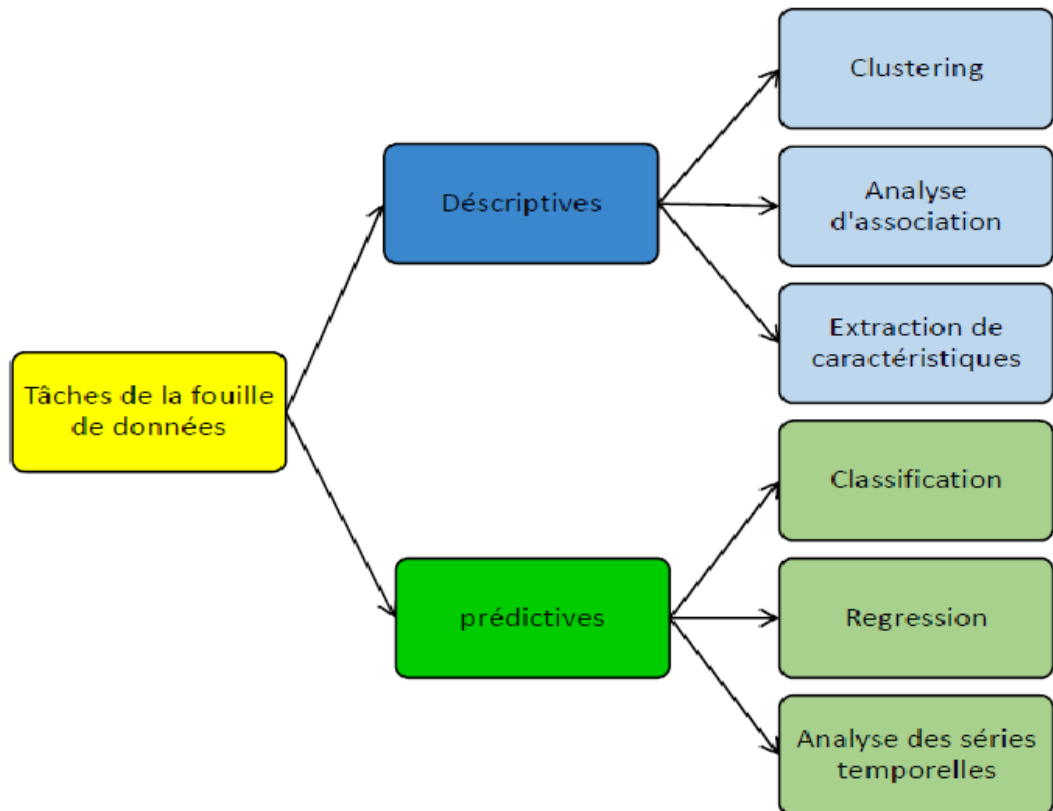 Clustering
Déscriptives
Analyse
d'association
Extraction de
caractéristiques
Tâches de la fouille
de données
Classification
prédictives
Regression
Analyse des séries
temporelles